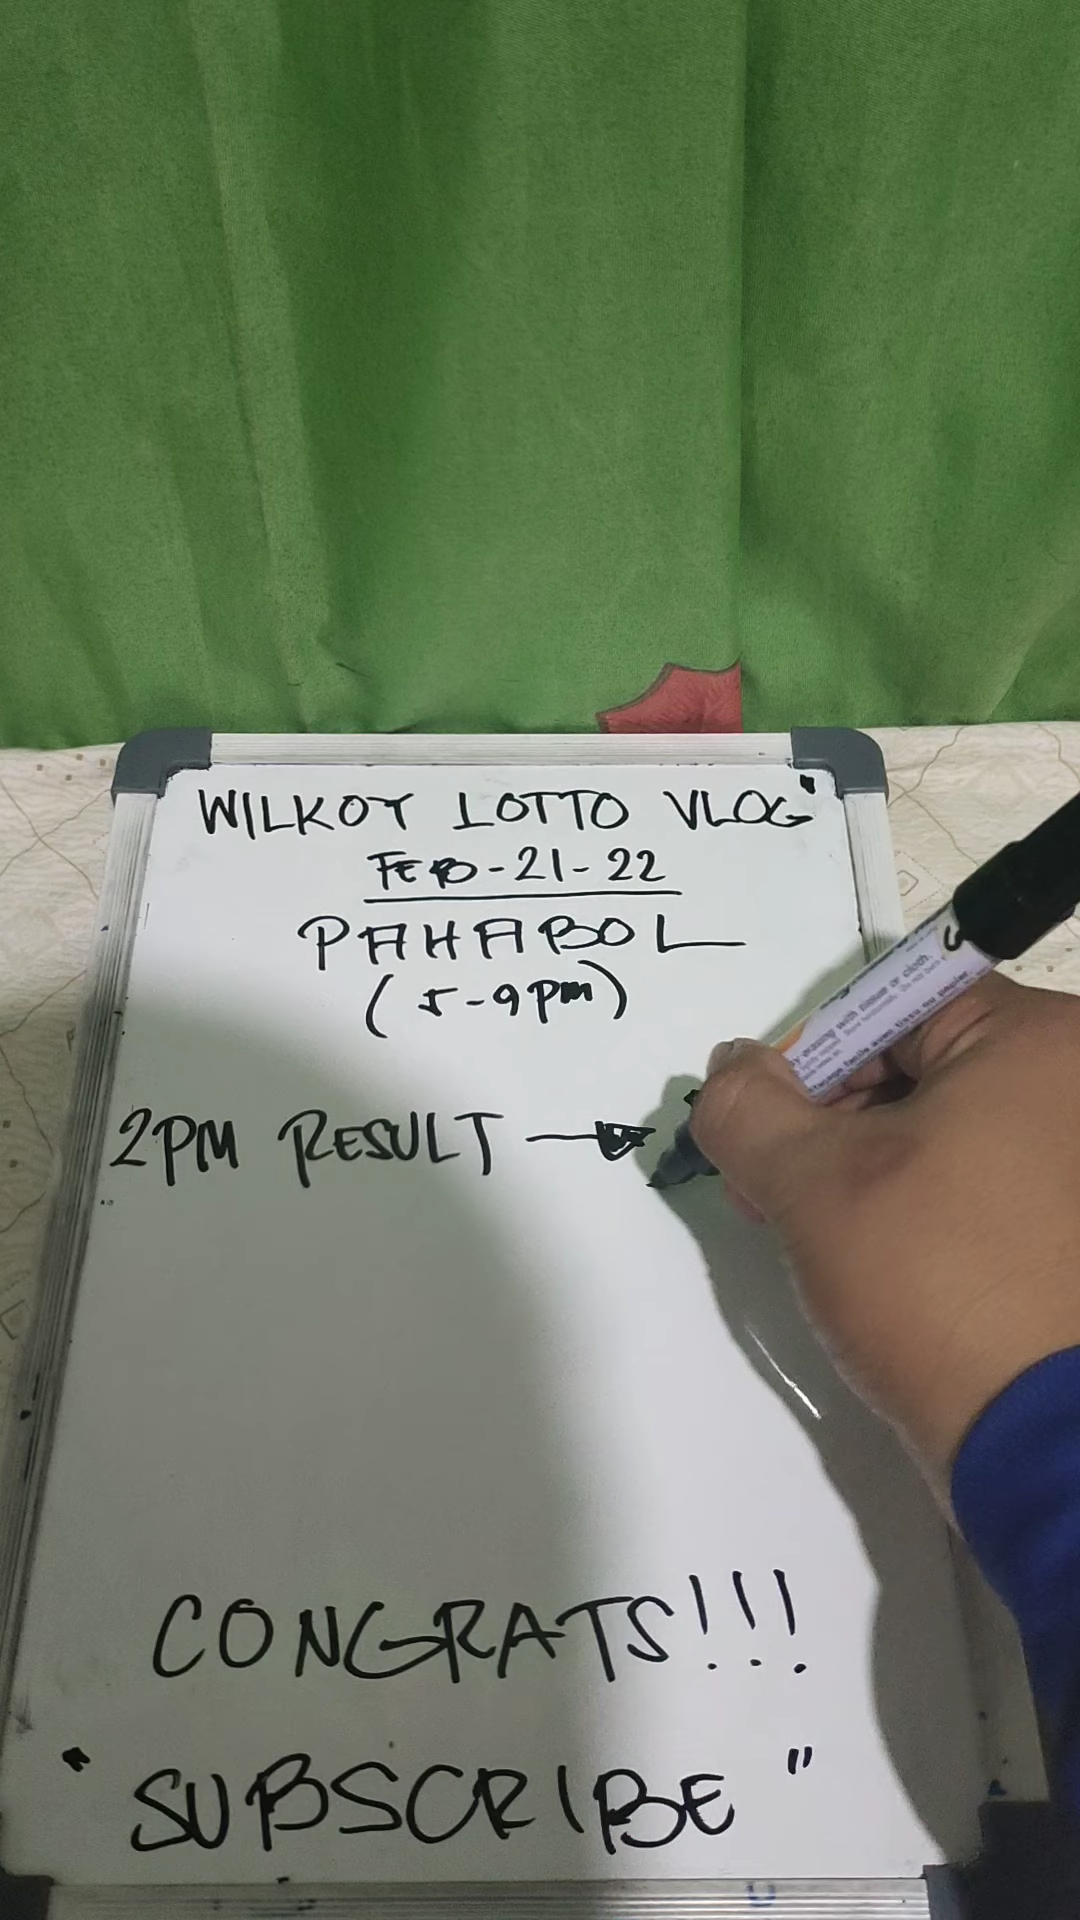 WILKOY LOTTO VLOG"
FEB-21-22
PAHABOL
(5-9pm)
2PM RESULT →
CONGRATS!!!
"SUBSCRIBE"